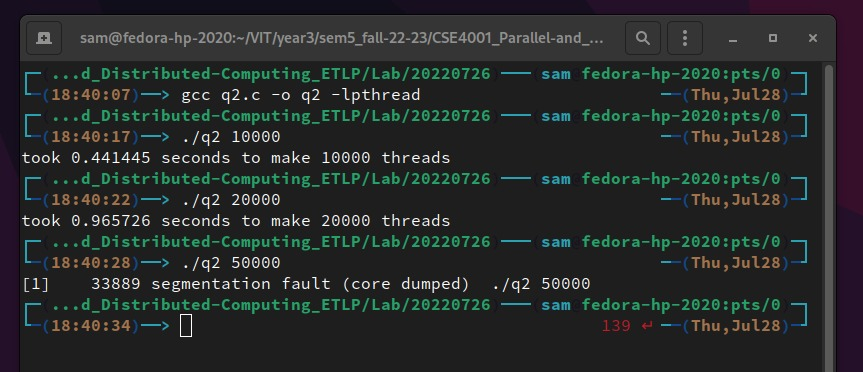 sam@fedora-hp-2020:~/VIT/year3/sem5_fall-22-23/CSE4001_Parallel-and_...
...d_Distributed-Computing_ETLP/Lab/20220726 sam fedora-hp-2020:pts/0
(18:40:07) gcc q2.c -o q2 -lpthread (Thu,Jul28)
...d_Distributed-Computing_ETLP/Lab/20220726 sam fedora-hp-2020:pts/0
(18:40:17) ./q2 10000 (Thu,Jul28)
took 0.441445 seconds to make 10000 threads
...d_Distributed-Computing_ETLP/Lab/20220726 sam fedora-hp-2020:pts/0
(18:40:22) ./q2 20000 (Thu,Jul28)
took 0.965726 seconds to make 20000 threads
...d_Distributed-Computing_ETLP/Lab/20220726 sam fedora-hp-2020:pts/0
(18:40:28) ./q2 50000 (Thu,Jul28)
[1] 33889 segmentation fault (core dumped) ./q2 50000
...d_Distributed-Computing_ETLP/Lab/20220726 sam fedora-hp-2020:pts/0
(18:40:34) 139 ↵ (Thu,Jul28)